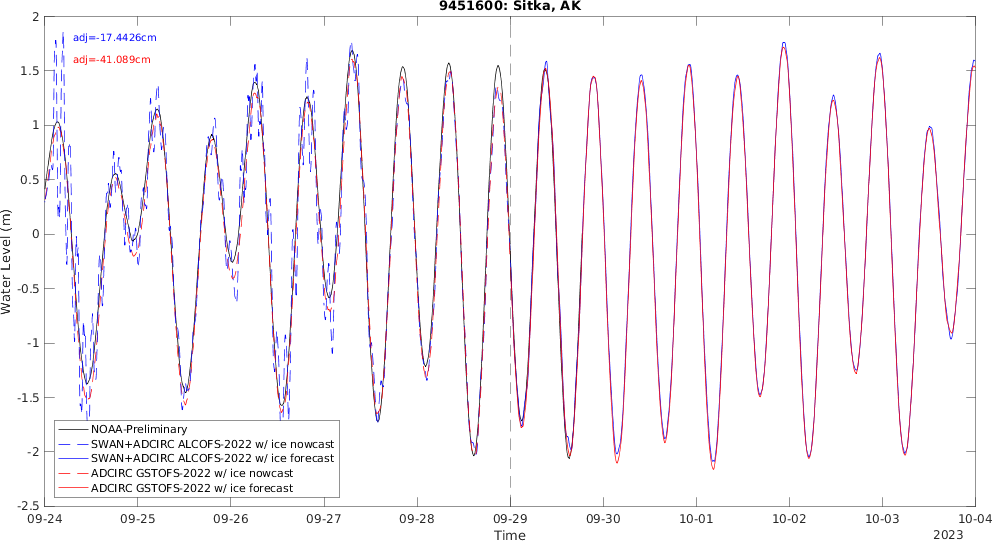 9451600: Sitka, AK
adj=-17.4426cm
adj=-41.089cm
Water Level (m)
2
1.5
1
0.5
0
-0.5
-1
-1.5
-2
-2.5
NOAA-Preliminary
SWAN+ADCIRC ALCOFS-2022 w/ ice nowcast
SWAN+ADCIRC ALCOFS-2022 w/ ice forecast
ADCIRC GSTOFS-2022 w/ ice nowcast
ADCIRC GSTOFS-2022 w/ ice forecast
09-24 09-25 09-26 09-27 09-28 09-29 09-30 10-01 10-02 10-03 10-04
Time
2023